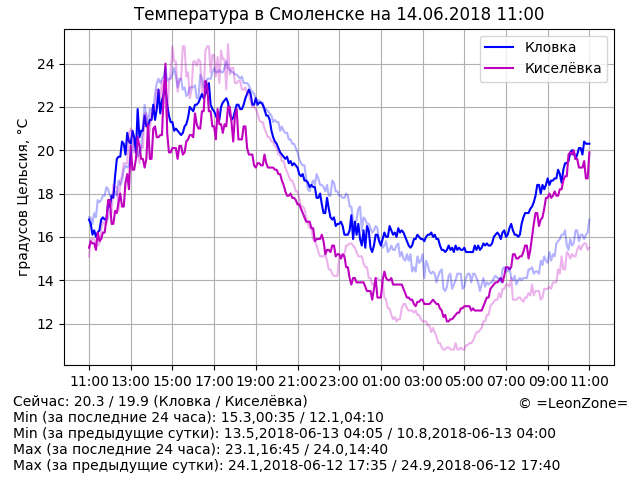 Температура в Смоленске на 14.06.2018 11:00
Кловка
Киселёвка
градусов Цельсия, °C
24
22
20
18
16
14
12
11:00 13:00 15:00 17:00 19:00 21:00 23:00 01:00 03:00 05:00 07:00 09:00 11:00
Сейчас: 20.3 / 19.9 (Кловка / Киселёвка)
© =LeonZone=
Min (за последние 24 часа): 15.3,00:35 / 12.1,04:10
Min (за предыдущие сутки): 13.5,2018-06-13 04:05 / 10.8,2018-06-13 04:00
Max (за последние 24 часа): 23.1,16:45 / 24.0,14:40
Max (за предыдущие сутки): 24.1,2018-06-12 17:35 / 24.9,2018-06-12 17:40